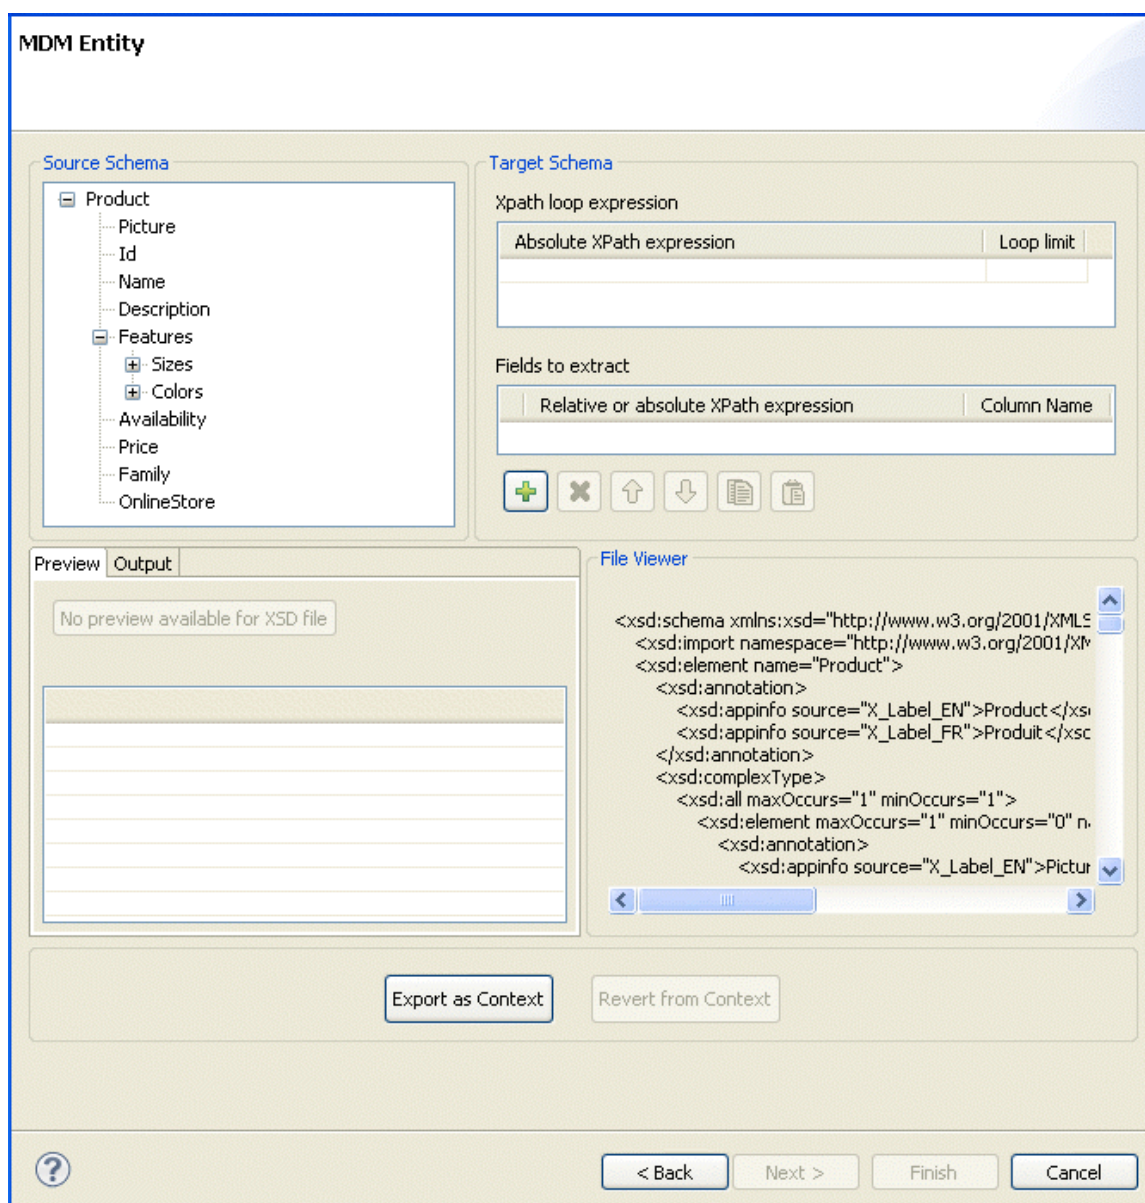 MDM Entity
Source Schema
Product
Picture
Id
Name
Description
Features
Sizes
Colors
Availability
Price
Family
OnlineStore
Target Schema
Xpath loop expression
Absolute XPath expression Loop limit
Fields to extract
Relative or absolute XPath expression Column Name
Preview Output
No preview available for XSD file
File Viewer
<xsd:schema xmlns:xsd="http://www.w3.org/2001/XMLS
<xsd:import namespace="http://www.w3.org/2001/XM
<xsd:element name="Product">
<xsd:annotation>
<xsd:appinfo source="X_Label_EN">Product</xs
<xsd:appinfo source="X_Label_FR">Produit</xsc
</xsd:annotation>
<xsd:complexType>
<xsd:all maxOccurs="1" minOccurs="1">
<xsd:element maxOccurs="1" minOccurs="0" n
<xsd:annotation>
<xsd:appinfo source="X_Label_EN">Pictur
Export as Context Revert from Context
? < Back Next > Finish Cancel